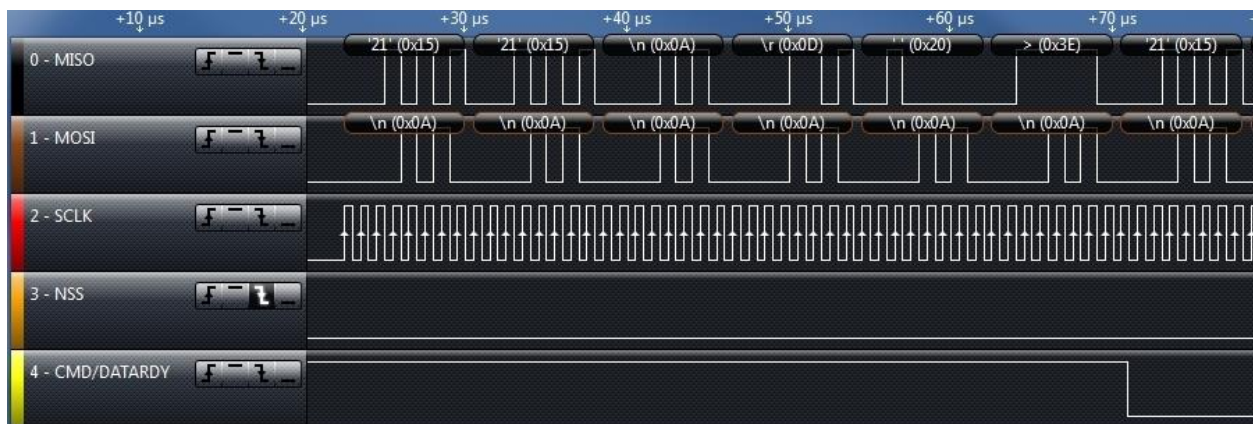 +10 µs +20 µs +30 µs +40 µs +50 µs +60 µs +70 µs
0 - MISO '21' (0x15) '21' (0x15) \n (0x0A) \r (0x0D) ' ' (0x20) > (0x3E) '21' (0x15)
1 - MOSI \n (0x0A) \n (0x0A) \n (0x0A) \n (0x0A) \n (0x0A) \n (0x0A) \n (0x0A)
2 - SCLK
3 - NSS
4 - CMD/DATARDY